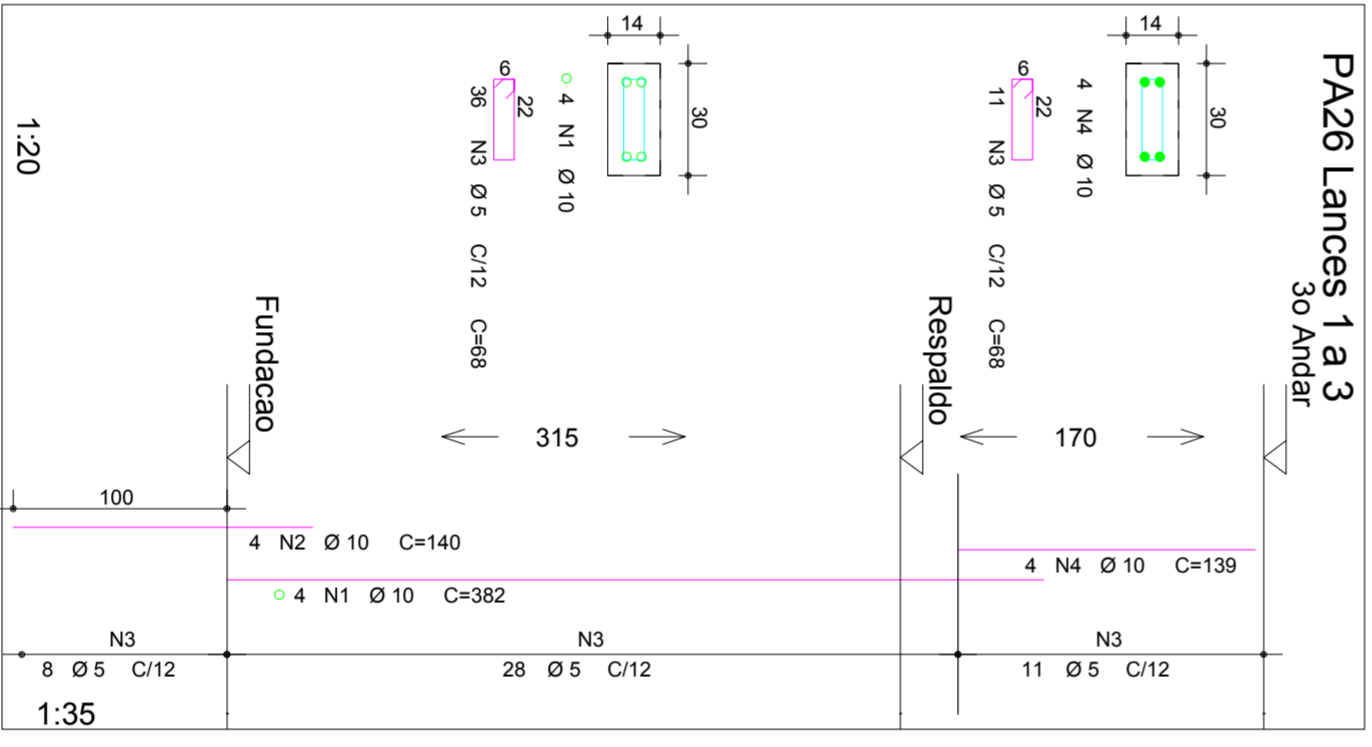 PA26 Lances 1 a 3
3o Andar
14
30
4 N4 Ø 10
6
22
11 N3 Ø 5 C/12 C=68
Respaldo
170
14
30
4 N1 Ø 10
6
22
36 N3 Ø 5 C/12 C=68
Fundacao
315
1:20
100
4 N2 Ø 10 C=140
4 N4 Ø 10 C=139
4 N1 Ø 10 C=382
N3
8 Ø 5 C/12
N3
28 Ø 5 C/12
N3
11 Ø 5 C/12
1:35